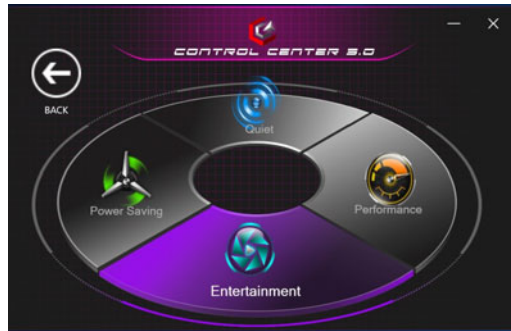 CONTROL CENTER 3.0
BACK
Quiet
Power Saving
Performance
Entertainment